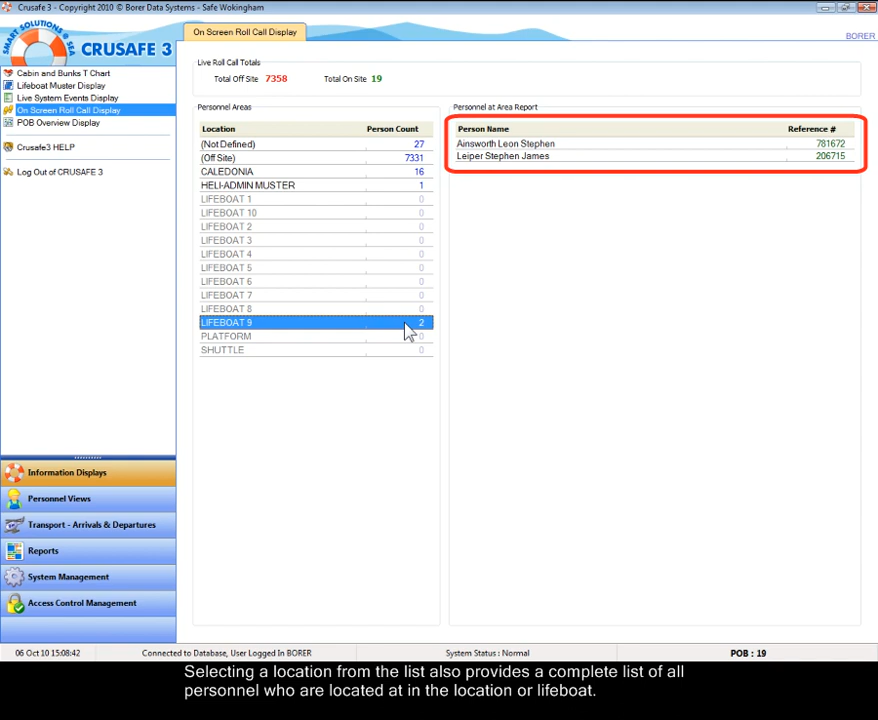 Crusafe 3 - Copyright 2010 © Borer Data Systems - Safe Wokingham
SMART SOLUTIONS @ SEA
CRUSAFE 3
On Screen Roll Call Display
BORER
Cabin and Bunks T Chart
Lifeboat Muster Display
Live System Events Display
On Screen Roll Call Display
POB Overview Display
Crusafe3 HELP
Log Out of CRUSAFE 3
Live Roll Call Totals
Total Off Site 7358 Total On Site 19
Personnel Areas
Location Person Count
(Not Defined) 27
(Off Site) 7331
CALEDONIA 16
HELI-ADMIN MUSTER 1
LIFEBOAT 1 0
LIFEBOAT 10 0
LIFEBOAT 2 0
LIFEBOAT 3 0
LIFEBOAT 4 0
LIFEBOAT 5 0
LIFEBOAT 6 0
LIFEBOAT 7 0
LIFEBOAT 8 0
LIFEBOAT 9 2
PLATFORM 0
SHUTTLE 0
Personnel at Area Report
Person Name Reference #
Ainsworth Leon Stephen 781672
Leiper Stephen James 206715
Information Displays
Personnel Views
Transport - Arrivals & Departures
Reports
System Management
Access Control Management
06 Oct 10 15:08:42 Connected to Database, User Logged In BORER System Status : Normal POB : 19
Selecting a location from the list also provides a complete list of all
personnel who are located at in the location or lifeboat.